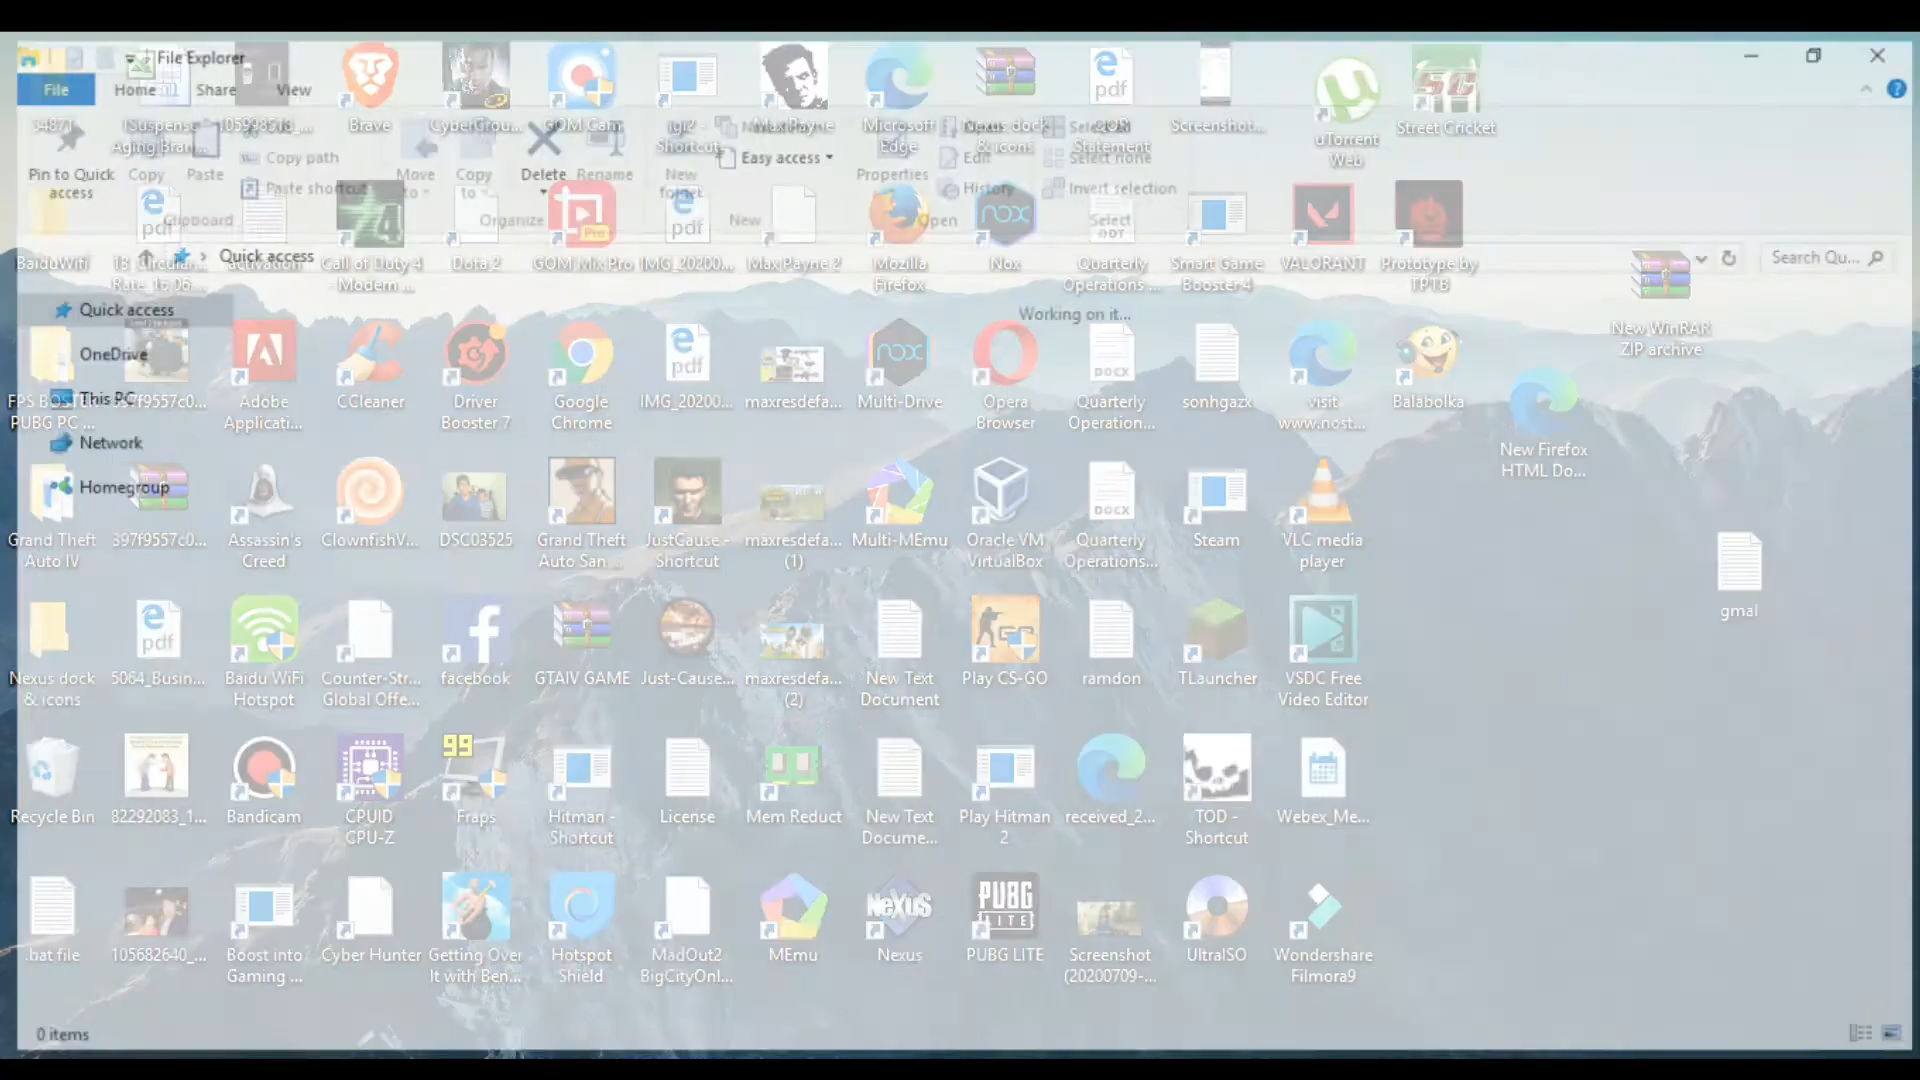 File Explorer
File
Home
Share
View
34871
Brave
GOM Cam
Max Payne
Microsoft
Edge
Nexus dock
& icons
Statement
Screenshot...
uTorrent
Web
Street Cricket
Pin to Quick
access
Copy
Paste
Copy path
Paste shortcut
Move
to
Copy
to
Delete
Rename
New
Easy access
Properties
Edit
History
Select none
Invert selection
Shortcut
Clipboard
Organize
New
Open
Select
Quick access
Search Qu...
BaiduWifi
activation
Call of Duty 4
- Modern ...
Dota 2
GOM Mix Pro
IMG_20200...
Max Payne 2
Mozilla
Firefox
Nox
Quarterly
Operations ...
Smart Game
Booster 4
VALORANT
Prototype by
TPTB
New WinRAR
ZIP archive
Working on it...
Quick access
OneDrive
This PC
Network
Homegroup
PUBG PC ...
Adobe
Applicati...
CCleaner
Driver
Booster 7
Google
Chrome
IMG_20200...
maxresdefa...
Multi-Drive
Opera
Browser
Quarterly
Operation...
sonhgazx
visit
www.nost...
Balabolka
New Firefox
HTML Do...
Grand Theft
Auto IV
397f9557c0...
Assassin's
Creed
ClownfishV...
DSC03525
Grand Theft
Auto San ...
JustCause -
Shortcut
maxresdefa...
(1)
Multi-MEmu
Oracle VM
VirtualBox
Quarterly
Operations...
Steam
VLC media
player
gmal
Nexus dock
& icons
5064_Busin...
Baidu WiFi
Hotspot
Counter-Str...
Global Offe...
facebook
GTAIV GAME
Just-Cause...
maxresdefa...
(2)
New Text
Document
Play CS-GO
ramdon
TLauncher
VSDC Free
Video Editor
Recycle Bin
82292083_1...
Bandicam
CPUID
CPU-Z
Fraps
Hitman -
Shortcut
License
Mem Reduct
New Text
Docume...
Play Hitman
2
received_2...
TOD -
Shortcut
Webex_Me...
.bat file
105682640_...
Boost into
Gaming ...
Cyber Hunter
Getting Over
It with Ben...
Hotspot
Shield
MadOut2
BigCityOnl...
MEmu
Nexus
PUBG LITE
Screenshot
(20200709-...
UltraISO
Wondershare
Filmora9
0 items